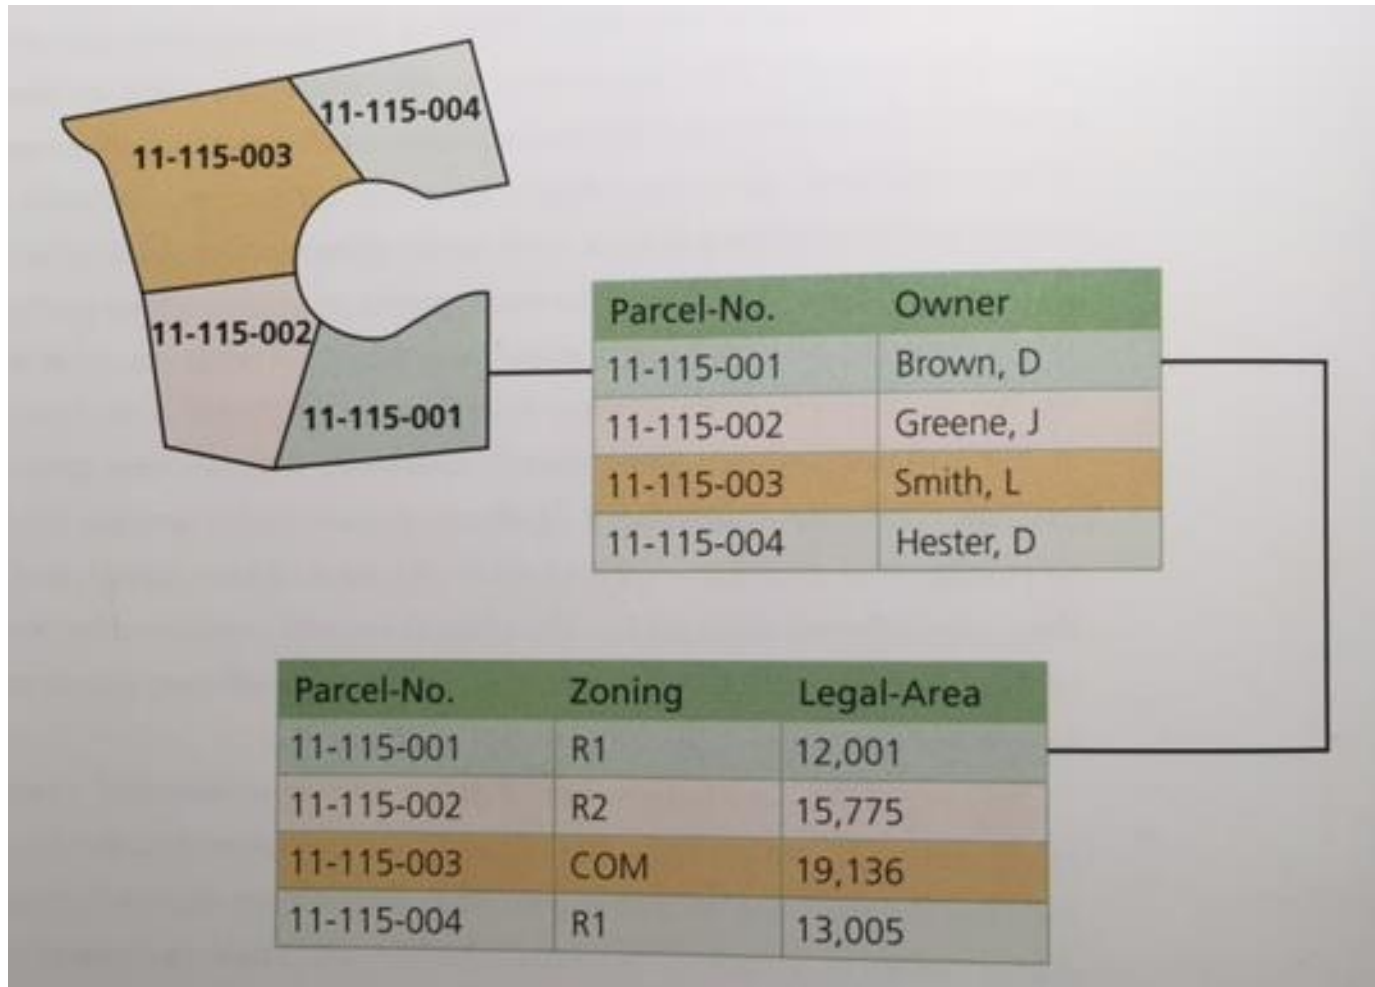 11-115-004
11-115-003
11-115-002
11-115-001
Parcel-No. Owner
11-115-001 Brown, D
11-115-002 Greene, J
11-115-003 Smith, L
11-115-004 Hester, D
Parcel-No. Zoning Legal-Area
11-115-001 R1 12,001
11-115-002 R2 15,775
11-115-003 COM 19,136
11-115-004 R1 13,005